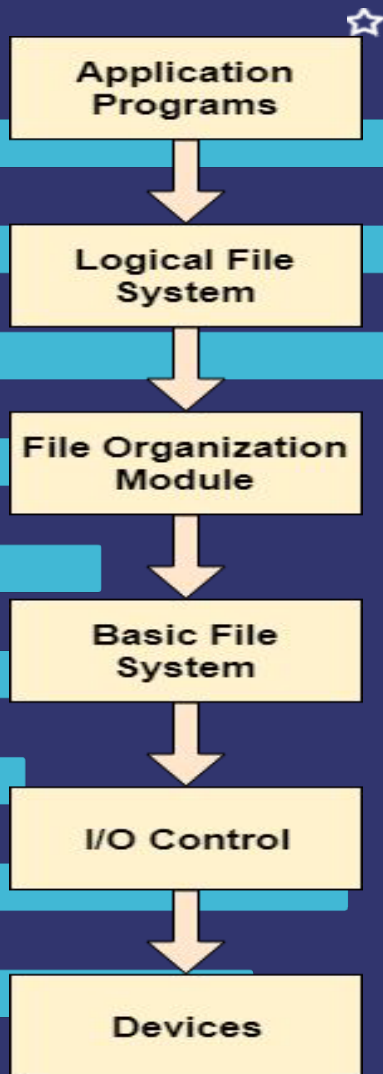 Application
Programs
Logical File
System
File Organization
Module
Basic File
System
I/O Control
Devices